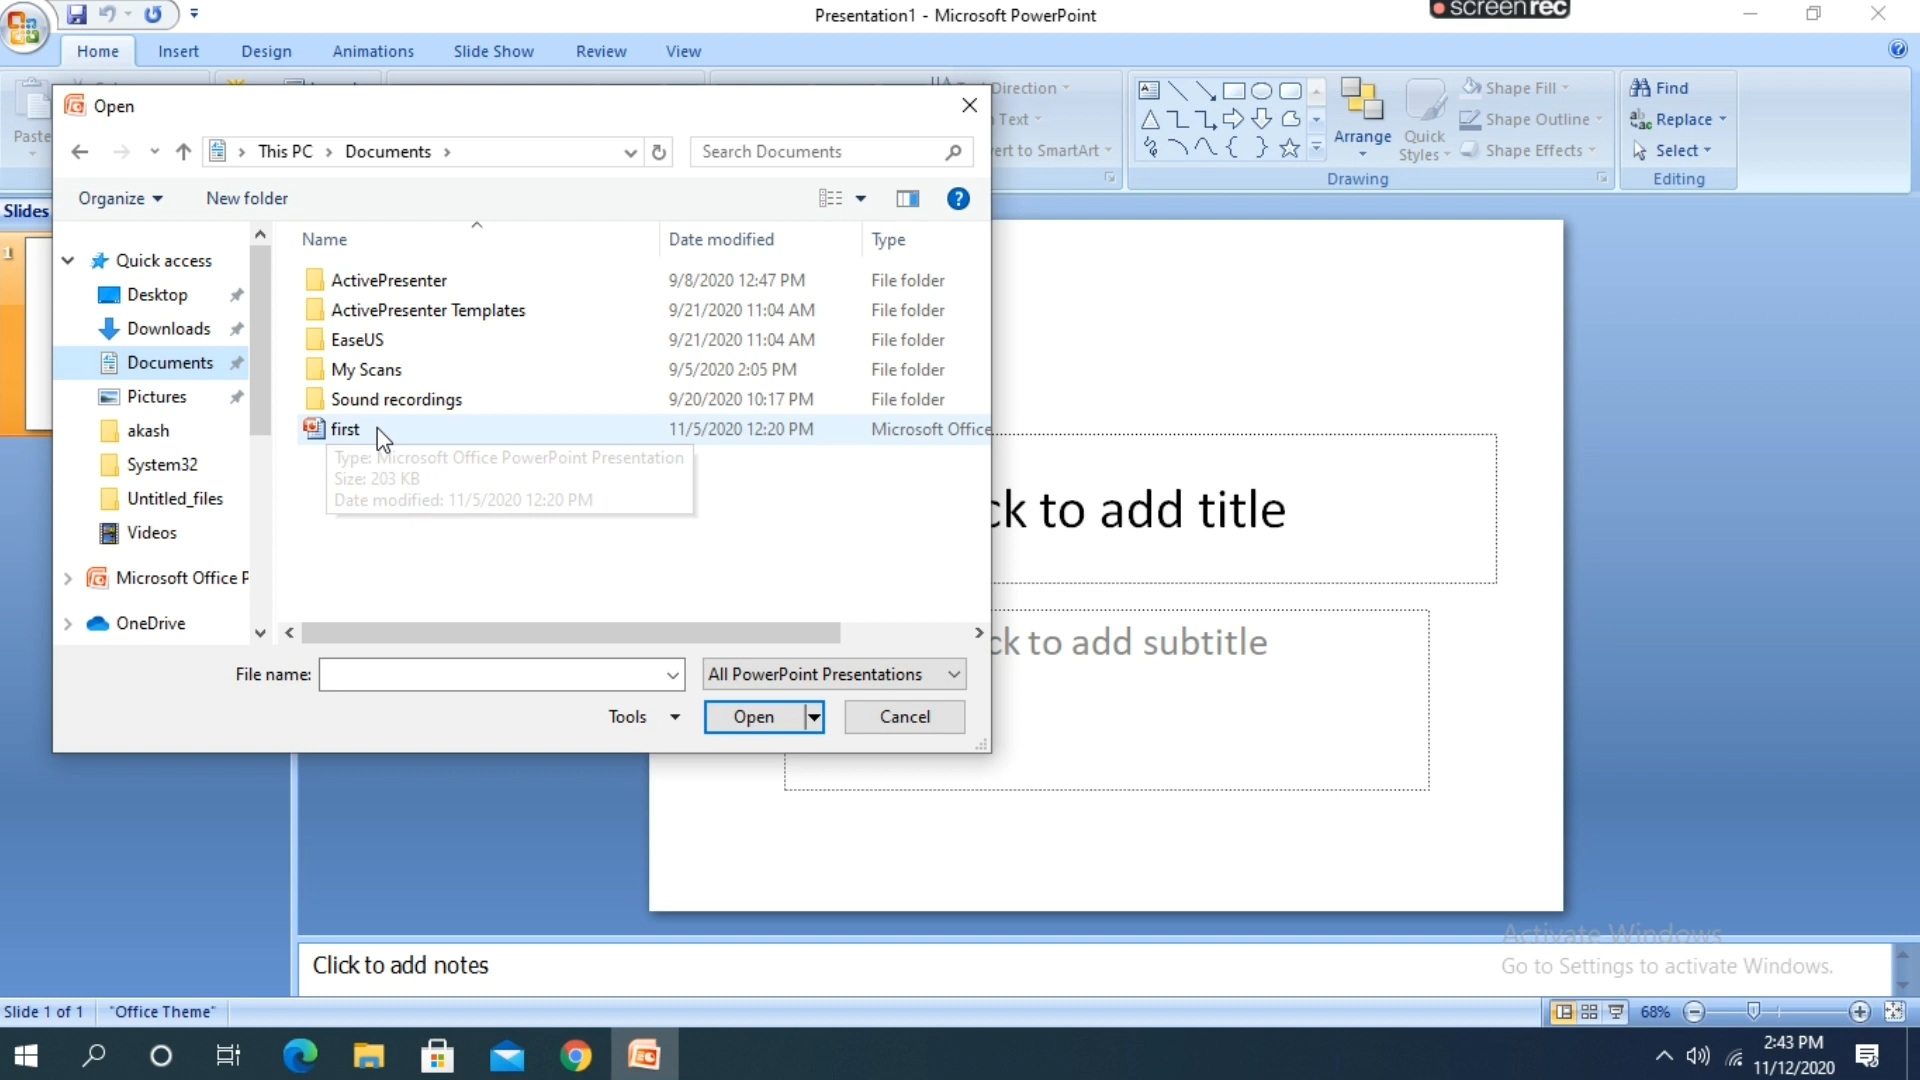 Presentation1 - Microsoft PowerPoint
screenrec
Home Insert Design Animations Slide Show Review View
Paste
Direction
Text
ert to SmartArt
Arrange
Quick
Styles
Shape Fill
Shape Outline
Shape Effects
Drawing
Find
Replace
Select
Editing
Slides
1
Open
This PC Documents
Search Documents
Organize New folder
Quick access
Desktop
Downloads
Documents
Pictures
akash
System32
Untitled_files
Videos
Microsoft Office P
OneDrive
Name Date modified Type
ActivePresenter 9/8/2020 12:47 PM File folder
ActivePresenter Templates 9/21/2020 11:04 AM File folder
EaseUS 9/21/2020 11:04 AM File folder
My Scans 9/5/2020 2:05 PM File folder
Sound recordings 9/20/2020 10:17 PM File folder
first 11/5/2020 12:20 PM Microsoft Office
Type: Microsoft Office PowerPoint Presentation
Size: 203 KB
Date modified: 11/5/2020 12:20 PM
File name: All PowerPoint Presentations
Tools Open Cancel
ck to add title
ck to add subtitle
Click to add notes
Activate Windows
Go to Settings to activate Windows.
Slide 1 of 1 "Office Theme" 68%
2:43 PM
11/12/2020